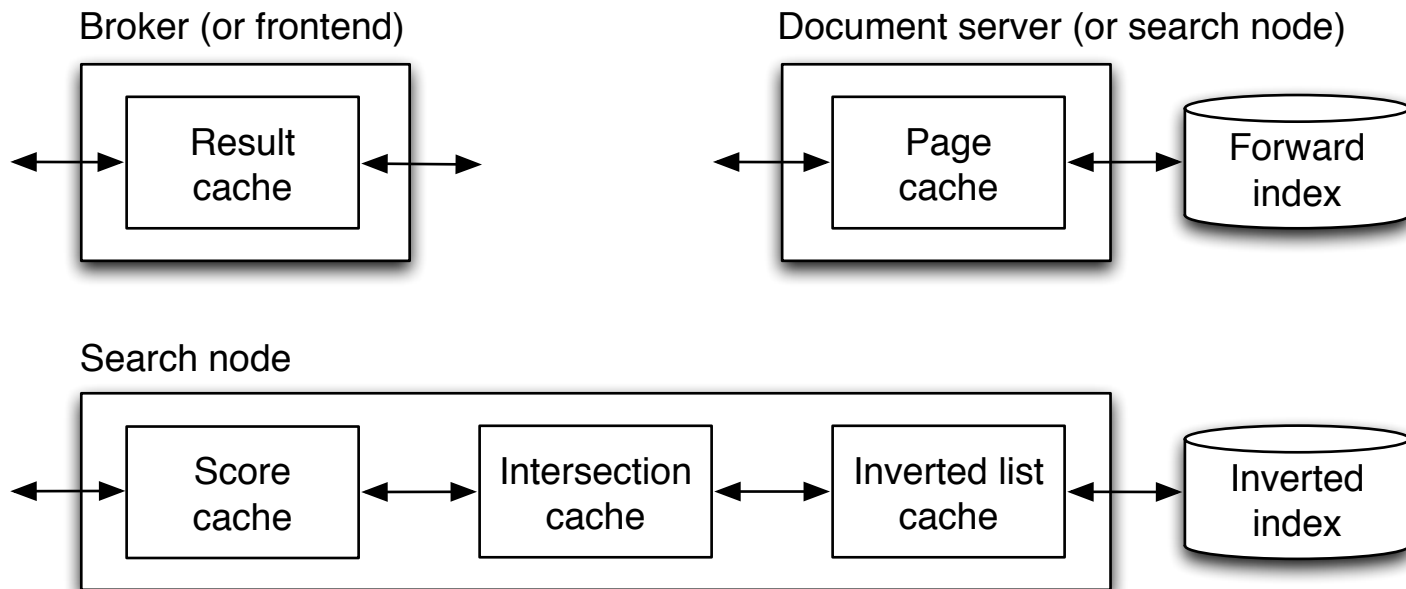 Broker (or frontend)
Result
cache
Document server (or search node)
Page
cache
Forward
index
Search node
Score
cache
Intersection
cache
Inverted list
cache
Inverted
index